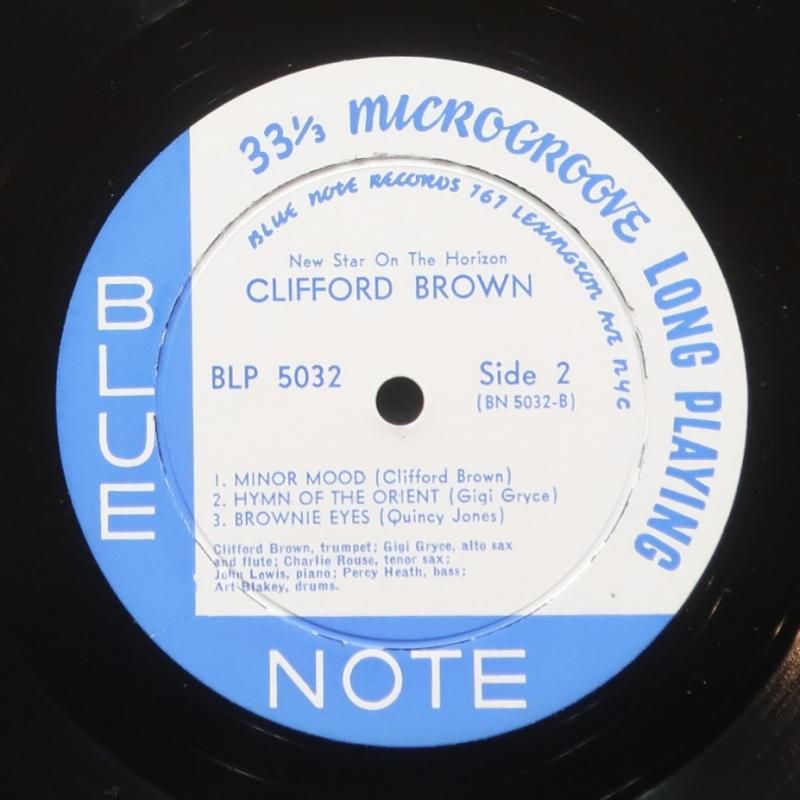 33⅓ MICROGROOVE LONG PLAYING
BLUE NOTE RECORDS 767 LEXINGTON AVE NYC
New Star On The Horizon
CLIFFORD BROWN
BLP 5032
Side 2
(BN 5032-B)
1. MINOR MOOD (Clifford Brown)
2. HYMN OF THE ORIENT (Gigi Gryce)
3. BROWNIE EYES (Quincy Jones)
Clifford Brown, trumpet; Gigi Gryce, alto sax
and flute; Charlie Rouse, tenor sax;
John Lewis, piano; Percy Heath, bass;
Art Blakey, drums.
BLUE
NOTE